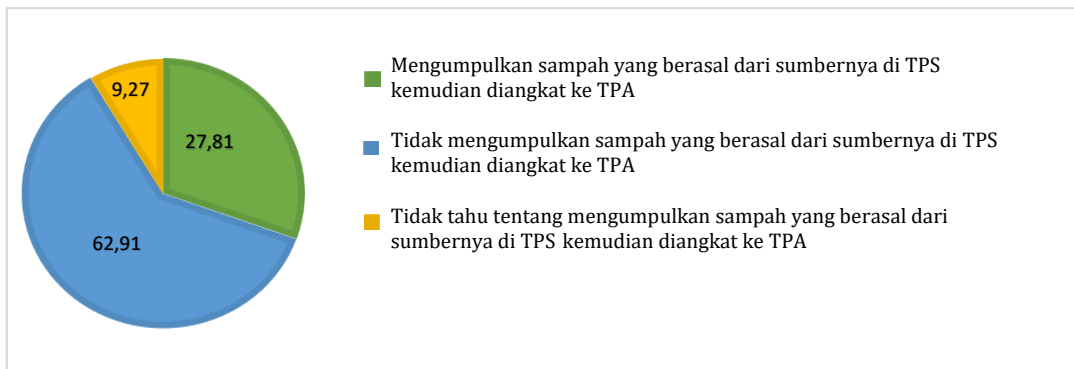 9,27
27,81
62,91
Mengumpulkan sampah yang berasal dari sumbernya di TPS
kemudian diangkat ke TPA
Tidak mengumpulkan sampah yang berasal dari sumbernya di TPS
kemudian diangkat ke TPA
Tidak tahu tentang mengumpulkan sampah yang berasal dari
sumbernya di TPS kemudian diangkat ke TPA